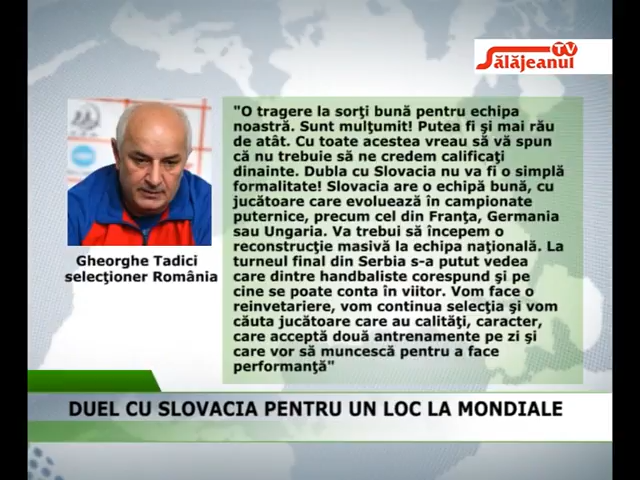 Sălăjeanul TV
"O tragere la sorţi bună pentru echipa
noastră. Sunt mulţumit! Putea fi şi mai rău
de atât. Cu toate acestea vreau să vă spun
că nu trebuie să ne credem calificaţi
dinainte. Dubla cu Slovacia nu va fi o simplă
formalitate! Slovacia are o echipă bună, cu
jucătoare care evoluează în campionate
puternice, precum cel din Franţa, Germania
sau Ungaria. Va trebui să începem o
reconstrucţie masivă la echipa naţională. La
turneul final din Serbia s-a putut vedea
care dintre handbaliste corespund şi pe
cine se poate conta în viitor. Vom face o
reinvetariere, vom continua selecţia şi vom
căuta jucătoare care au calităţi, caracter,
care acceptă două antrenamente pe zi şi
care vor să muncescă pentru a face
performanţă"
Gheorghe Tadici
selecţioner România
DUEL CU SLOVACIA PENTRU UN LOC LA MONDIALE